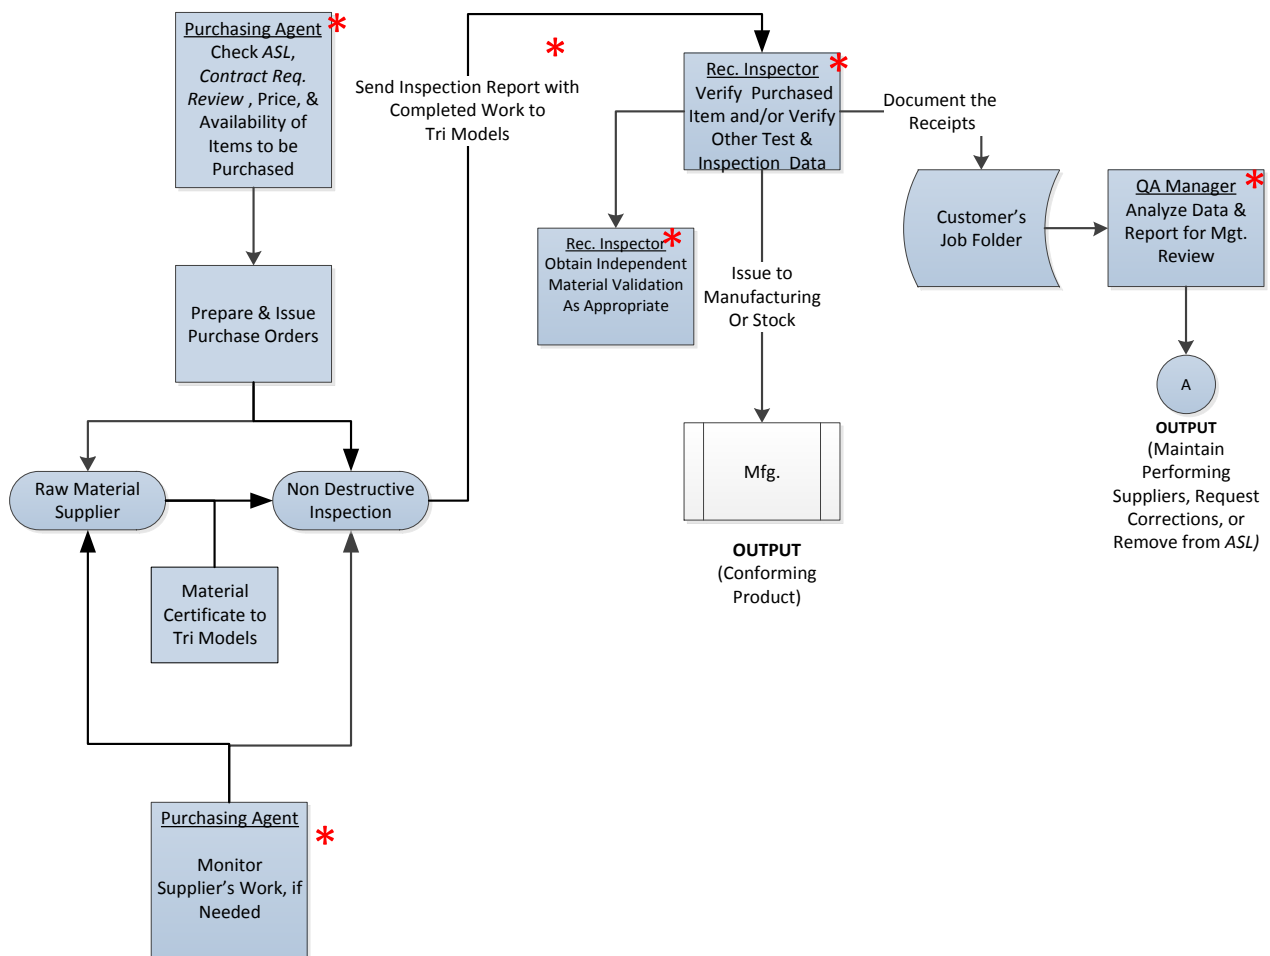 Purchasing Agent *
Check ASL,
Contract Req.
Review , Price, &
Availability of
Items to be
Purchased
Prepare & Issue
Purchase Orders
Raw Material
Supplier
Non Destructive
Inspection
Material
Certificate to
Tri Models
Purchasing Agent
*
Monitor
Supplier's Work, if
Needed
*
Send Inspection Report with
Completed Work to
Tri Models
Rec. Inspector *
Verify Purchased
Item and/or Verify
Other Test &
Inspection Data
Rec. Inspector *
Obtain Independent
Material Validation
As Appropriate
Issue to
Manufacturing
Or Stock
Mfg.
OUTPUT
(Conforming
Product)
Document the
Receipts
Customer's
Job Folder
QA Manager *
Analyze Data &
Report for Mgt.
Review
A
OUTPUT
(Maintain
Performing
Suppliers, Request
Corrections, or
Remove from ASL)